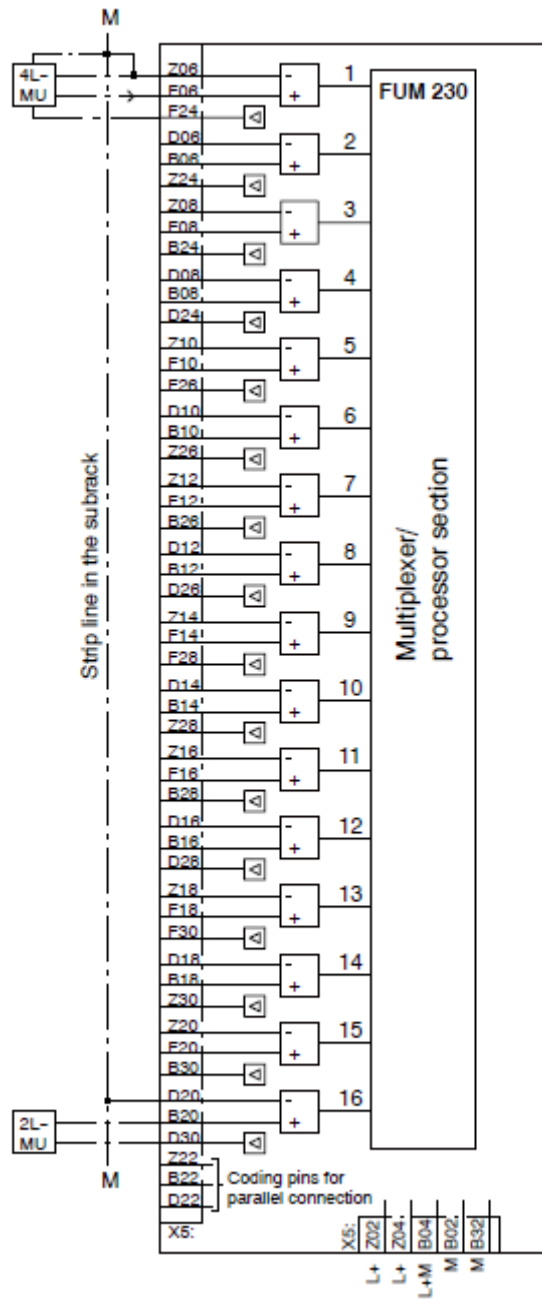 M
4L-
MU
Z06
F06
F24
D06
B06
Z24
Z08
F08
B24
D08
B08
D24
Z10
F10
F26
D10
B10
Z26
Z12
F12
B26
D12
B12
D26
Z14
F14
F28
D14
B14
Z28
Z16
F16
B28
D16
B16
D28
Z18
F18
F30
D18
B18
Z30
Z20
F20
B30
D20
B20
D30
Z22
B22
D22
X5:
- + 1
- + 2
- + 3
- + 4
- + 5
- + 6
- + 7
- + 8
- + 9
- + 10
- + 11
- + 12
- + 13
- + 14
- + 15
- + 16
FUM 230
Multiplexer/
processor section
Strip line in the subrack
2L-
MU
M
Coding pins for
parallel connection
X5: Z02 Z04 B04 B02 B32
L+ L+ L+M M M